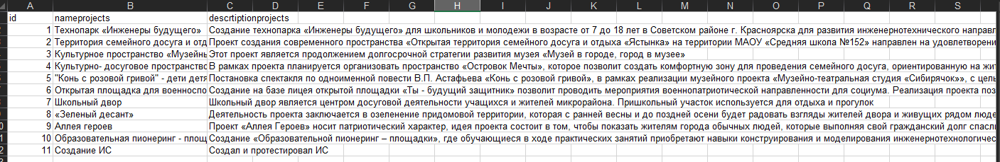 A B C D E F G H I J K L M N O P Q R S
id nameprojects descrtiptionprojects
1 Технопарк «Инженеры будущего» Создание технопарка «Инженеры будущего» для школьников и молодежи в возрасте от 7 до 18 лет в Советском районе г. Красноярска для развития инженернотехнического направл
2 Территория семейного досуга и отд Проект создания современного пространства «Открытая территория семейного досуга и отдыха «Ястынка» на территории МАОУ «Средняя школа №152» направлен на удовлетворени
3 Культурное пространство «Музейны Этот проект является продолжением долгосрочной стратегии развития музея «Музей в городе, город в музее»
4 Культурно- досуговое пространство В рамках проекта планируется организовать пространство «Островок Мечты», которое позволит создать комфортную зону для проведения семейного досуга, ориентированную на жит
5 "Конь с розовой гривой" - дети детя Постановка спектакля по одноименной повести В.П. Астафьева «Конь с розовой гривой», в рамках реализации музейного проекта «Музейно-театральная студия «Сибирячок»», с цель
6 Открытая площадка для военноспо Создание на базе лицея открытой площадки «Ты - будущий защитник» позволит проводить мероприятия военнопатриотической направленности для социума. Реализация проекта поз
7 Школьный двор Школьный двор является центром досуговой деятельности учащихся и жителей микрорайона. Пришкольный участок используется для отдыха и прогулок
8 «Зеленый десант» Деятельность проекта заключается в озеленение придомовой территории, которая с ранней весны и до поздней осени будет радовать взгляды жителей двора и живущих рядом люде
9 Аллея героев Проект «Аллея Героев» носит патриотический характер, идея проекта состоит в том, чтобы показать жителям города обычных людей, которые выполняя свой гражданский долг спасли
10 Образовательная пионеринг - площ Создание «Образовательной пионеринг – площадки», где обучающиеся в ходе практических занятий приобретают навыки конструирования и моделирования инженернотехнологичес
11 Создание ИС Создал и протестировал ИС